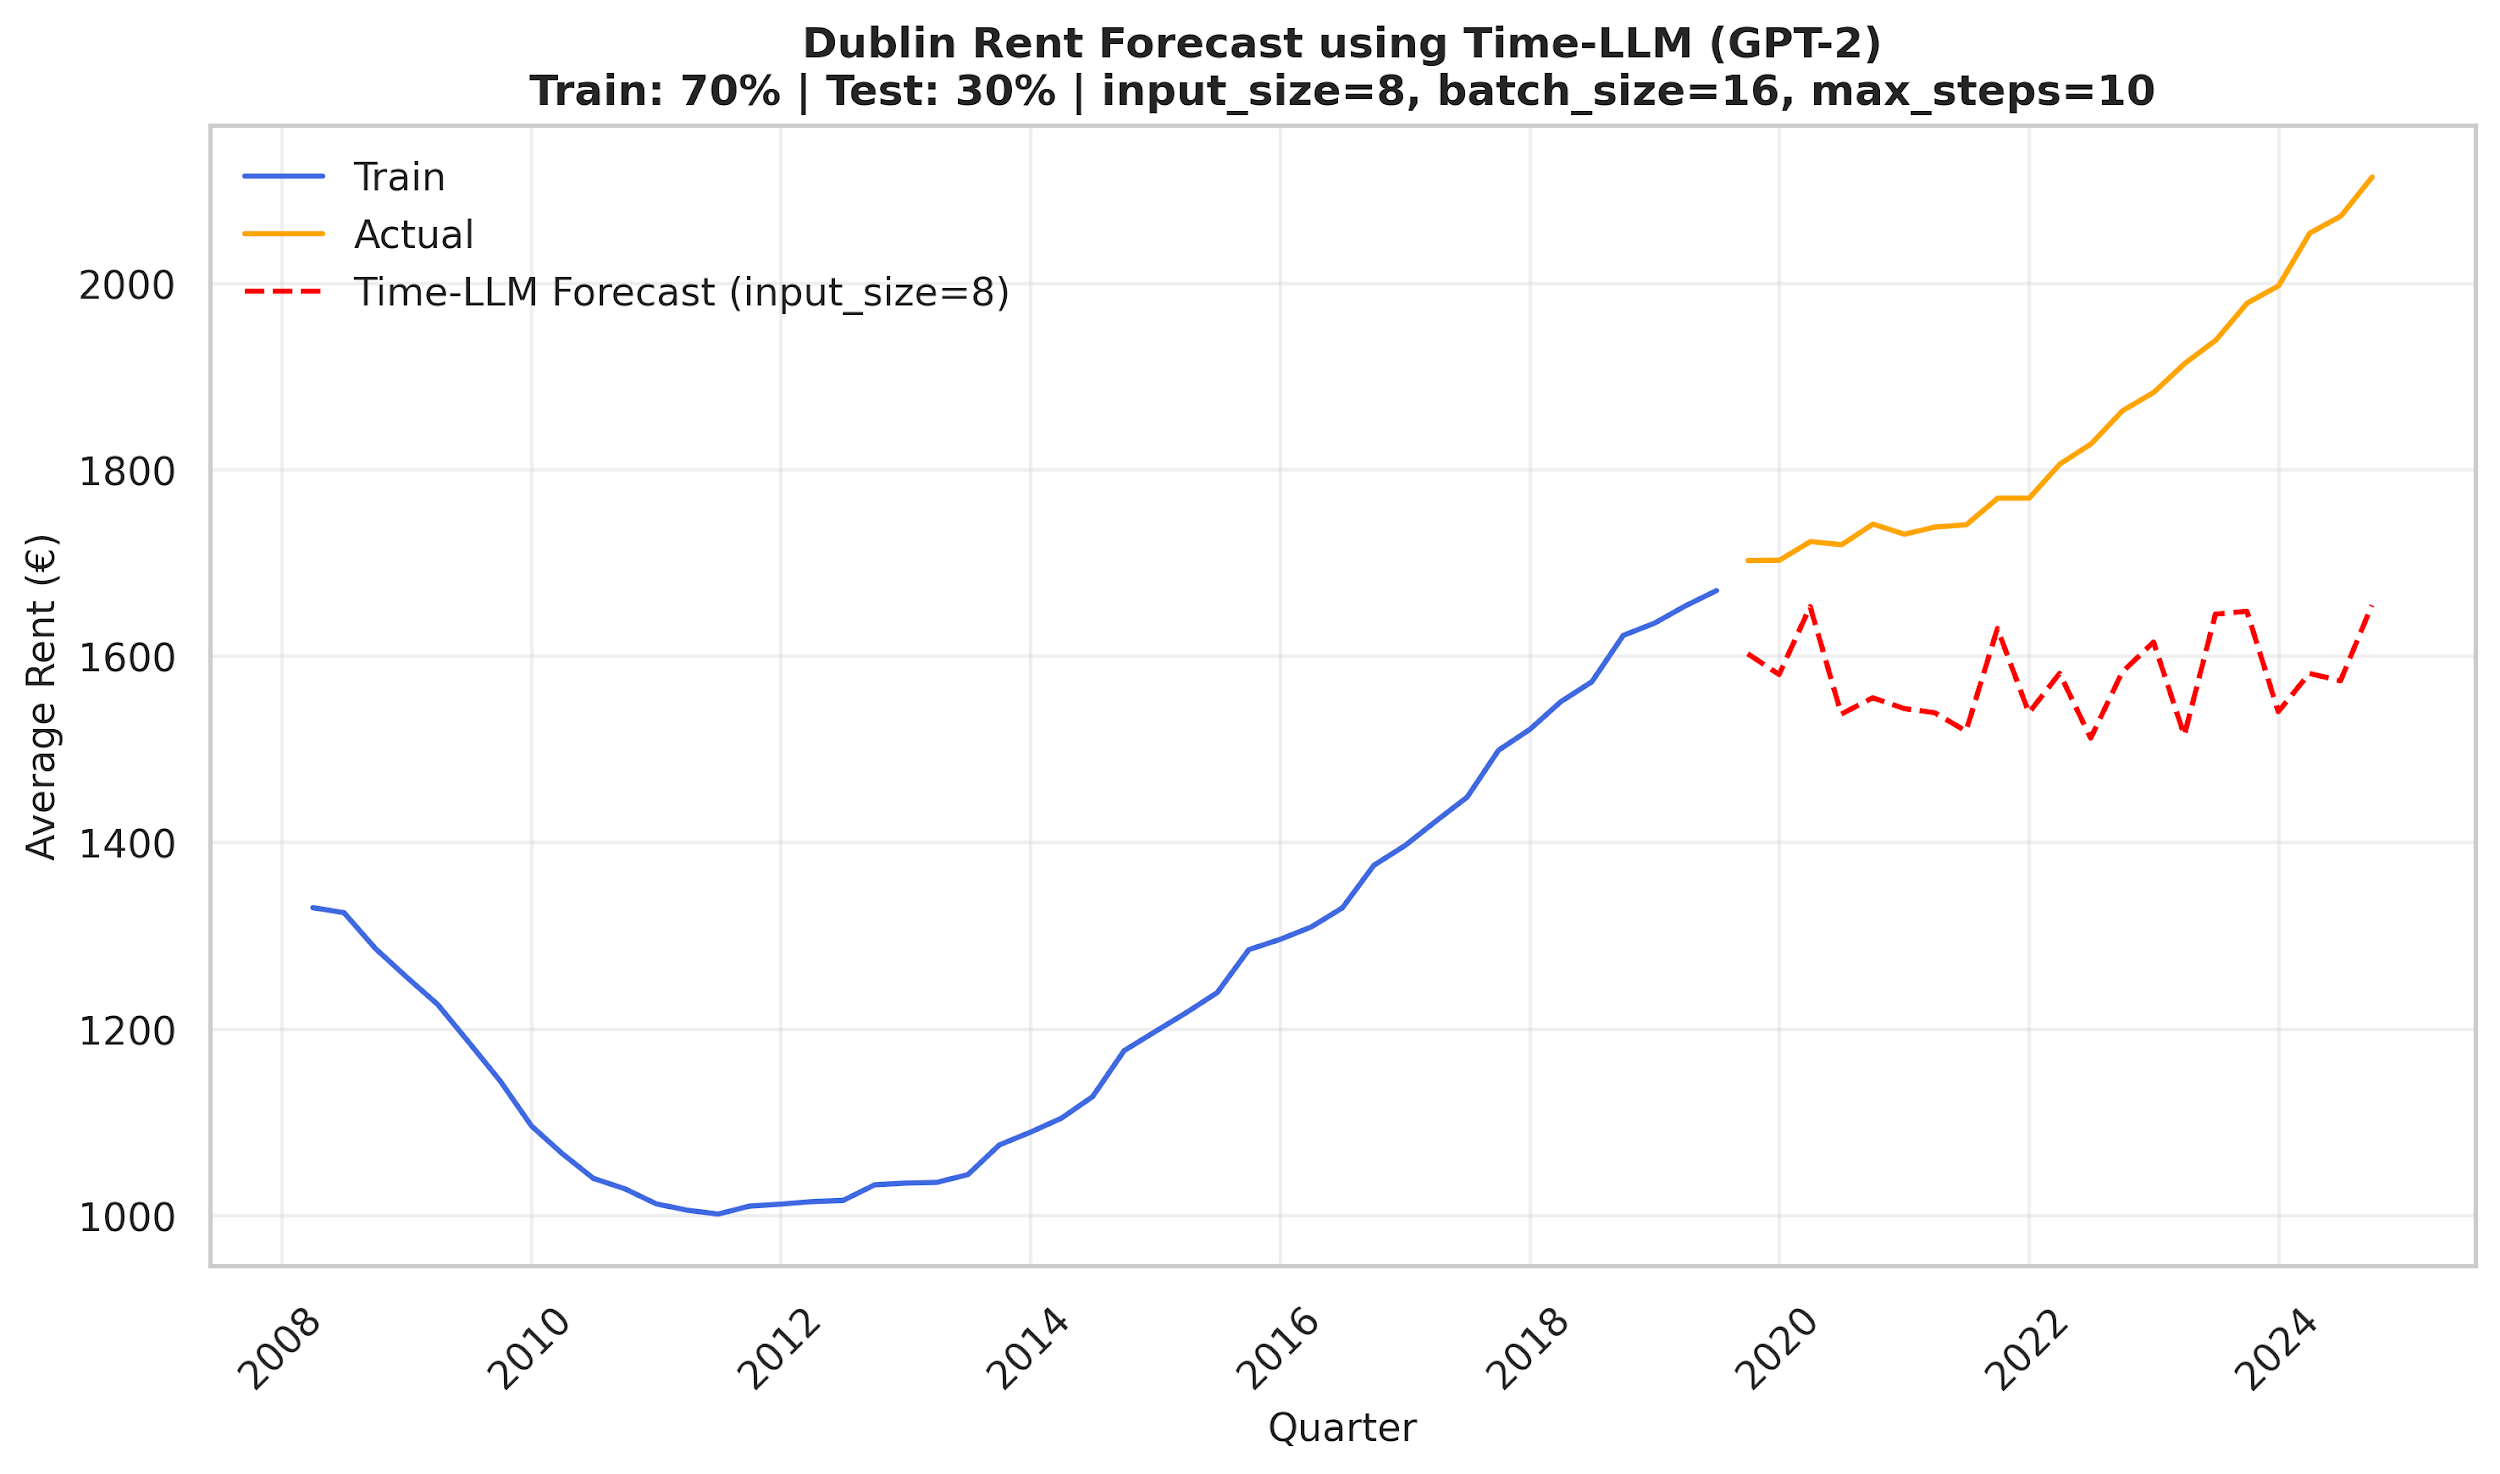 Dublin Rent Forecast using Time-LLM (GPT-2)
Train: 70% | Test: 30% | input_size=8, batch_size=16, max_steps=10
Train
Actual
Time-LLM Forecast (input_size=8)
Average Rent (€)
2000
1800
1600
1400
1200
1000
2008
2010
2012
2014
2016
2018
2020
2022
2024
Quarter